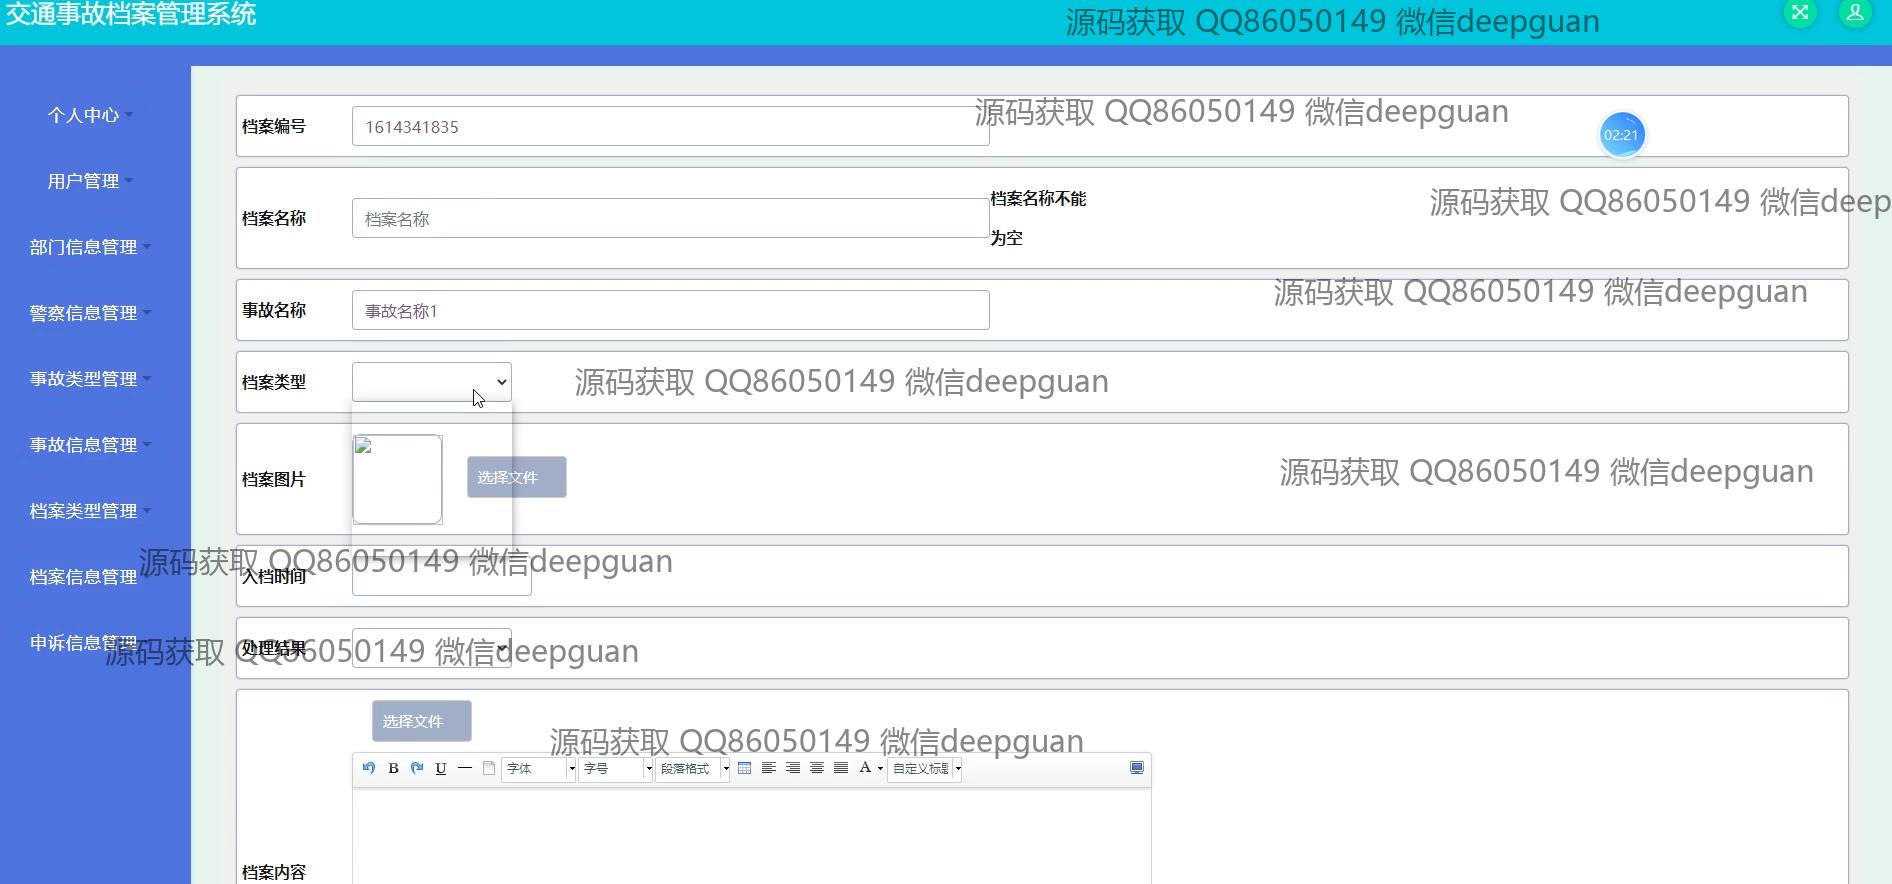 交通事故档案管理系统
源码获取 QQ86050149 微信deepguan
个人中心
用户管理
部门信息管理
警察信息管理
事故类型管理
事故信息管理
档案类型管理
档案信息管理
申诉信息管理
档案编号
1614341835
源码获取 QQ86050149 微信deepguan
02:21
档案名称
档案名称
档案名称不能
为空
源码获取 QQ86050149 微信deep
事故名称
事故名称1
源码获取 QQ86050149 微信deepguan
档案类型
源码获取 QQ86050149 微信deepguan
档案图片
选择文件
源码获取 QQ86050149 微信deepguan
源码获取 QQ86050149 微信deepguan
入档时间
处理结果
源码获取 QQ86050149 微信deepguan
选择文件
源码获取 QQ86050149 微信deepguan
B U 字体 字号 段落格式 A 自定义标题
档案内容